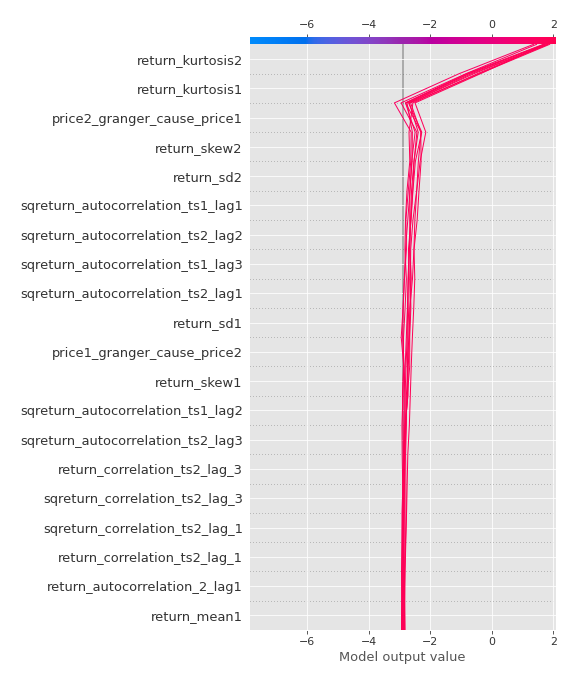 −6 −4 −2 0 2
return_kurtosis2
return_kurtosis1
price2_granger_cause_price1
return_skew2
return_sd2
sqreturn_autocorrelation_ts1_lag1
sqreturn_autocorrelation_ts2_lag2
sqreturn_autocorrelation_ts1_lag3
sqreturn_autocorrelation_ts2_lag1
return_sd1
price1_granger_cause_price2
return_skew1
sqreturn_autocorrelation_ts1_lag2
sqreturn_autocorrelation_ts2_lag3
return_correlation_ts2_lag_3
sqreturn_correlation_ts2_lag_3
sqreturn_correlation_ts2_lag_1
return_correlation_ts2_lag_1
return_autocorrelation_2_lag1
return_mean1
−6 −4 −2 0 2
Model output value